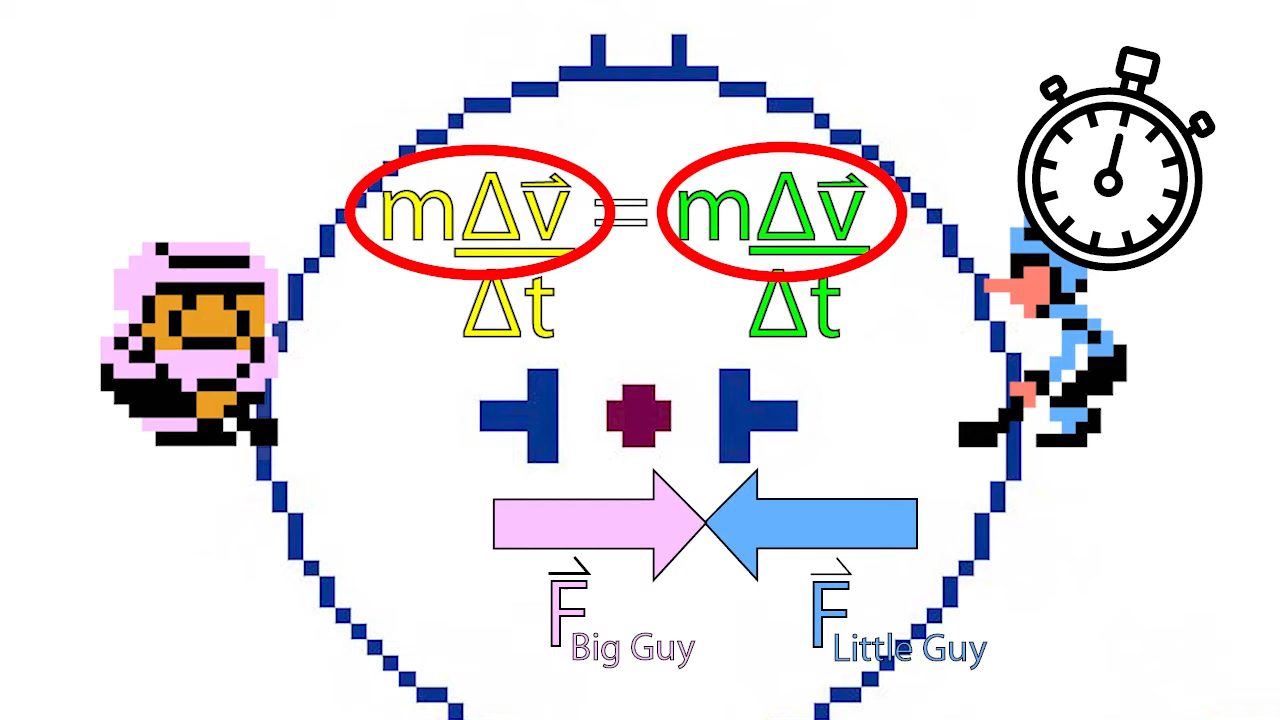 mΔv⃗ = mΔv⃗
Δt Δt
F⃗Big Guy F⃗Little Guy